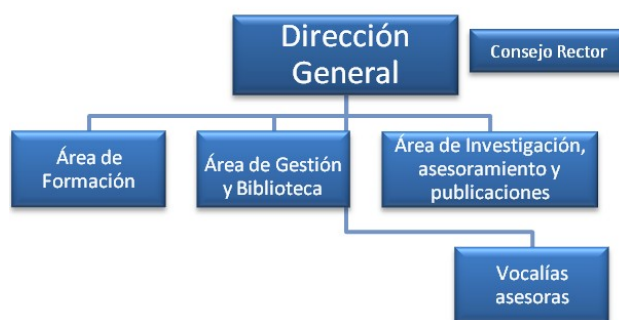 Dirección
General
Consejo Rector
Área de
Formación
Área de Gestión
y Biblioteca
Área de Investigación,
asesoramiento y
publicaciones
Vocalías
asesoras